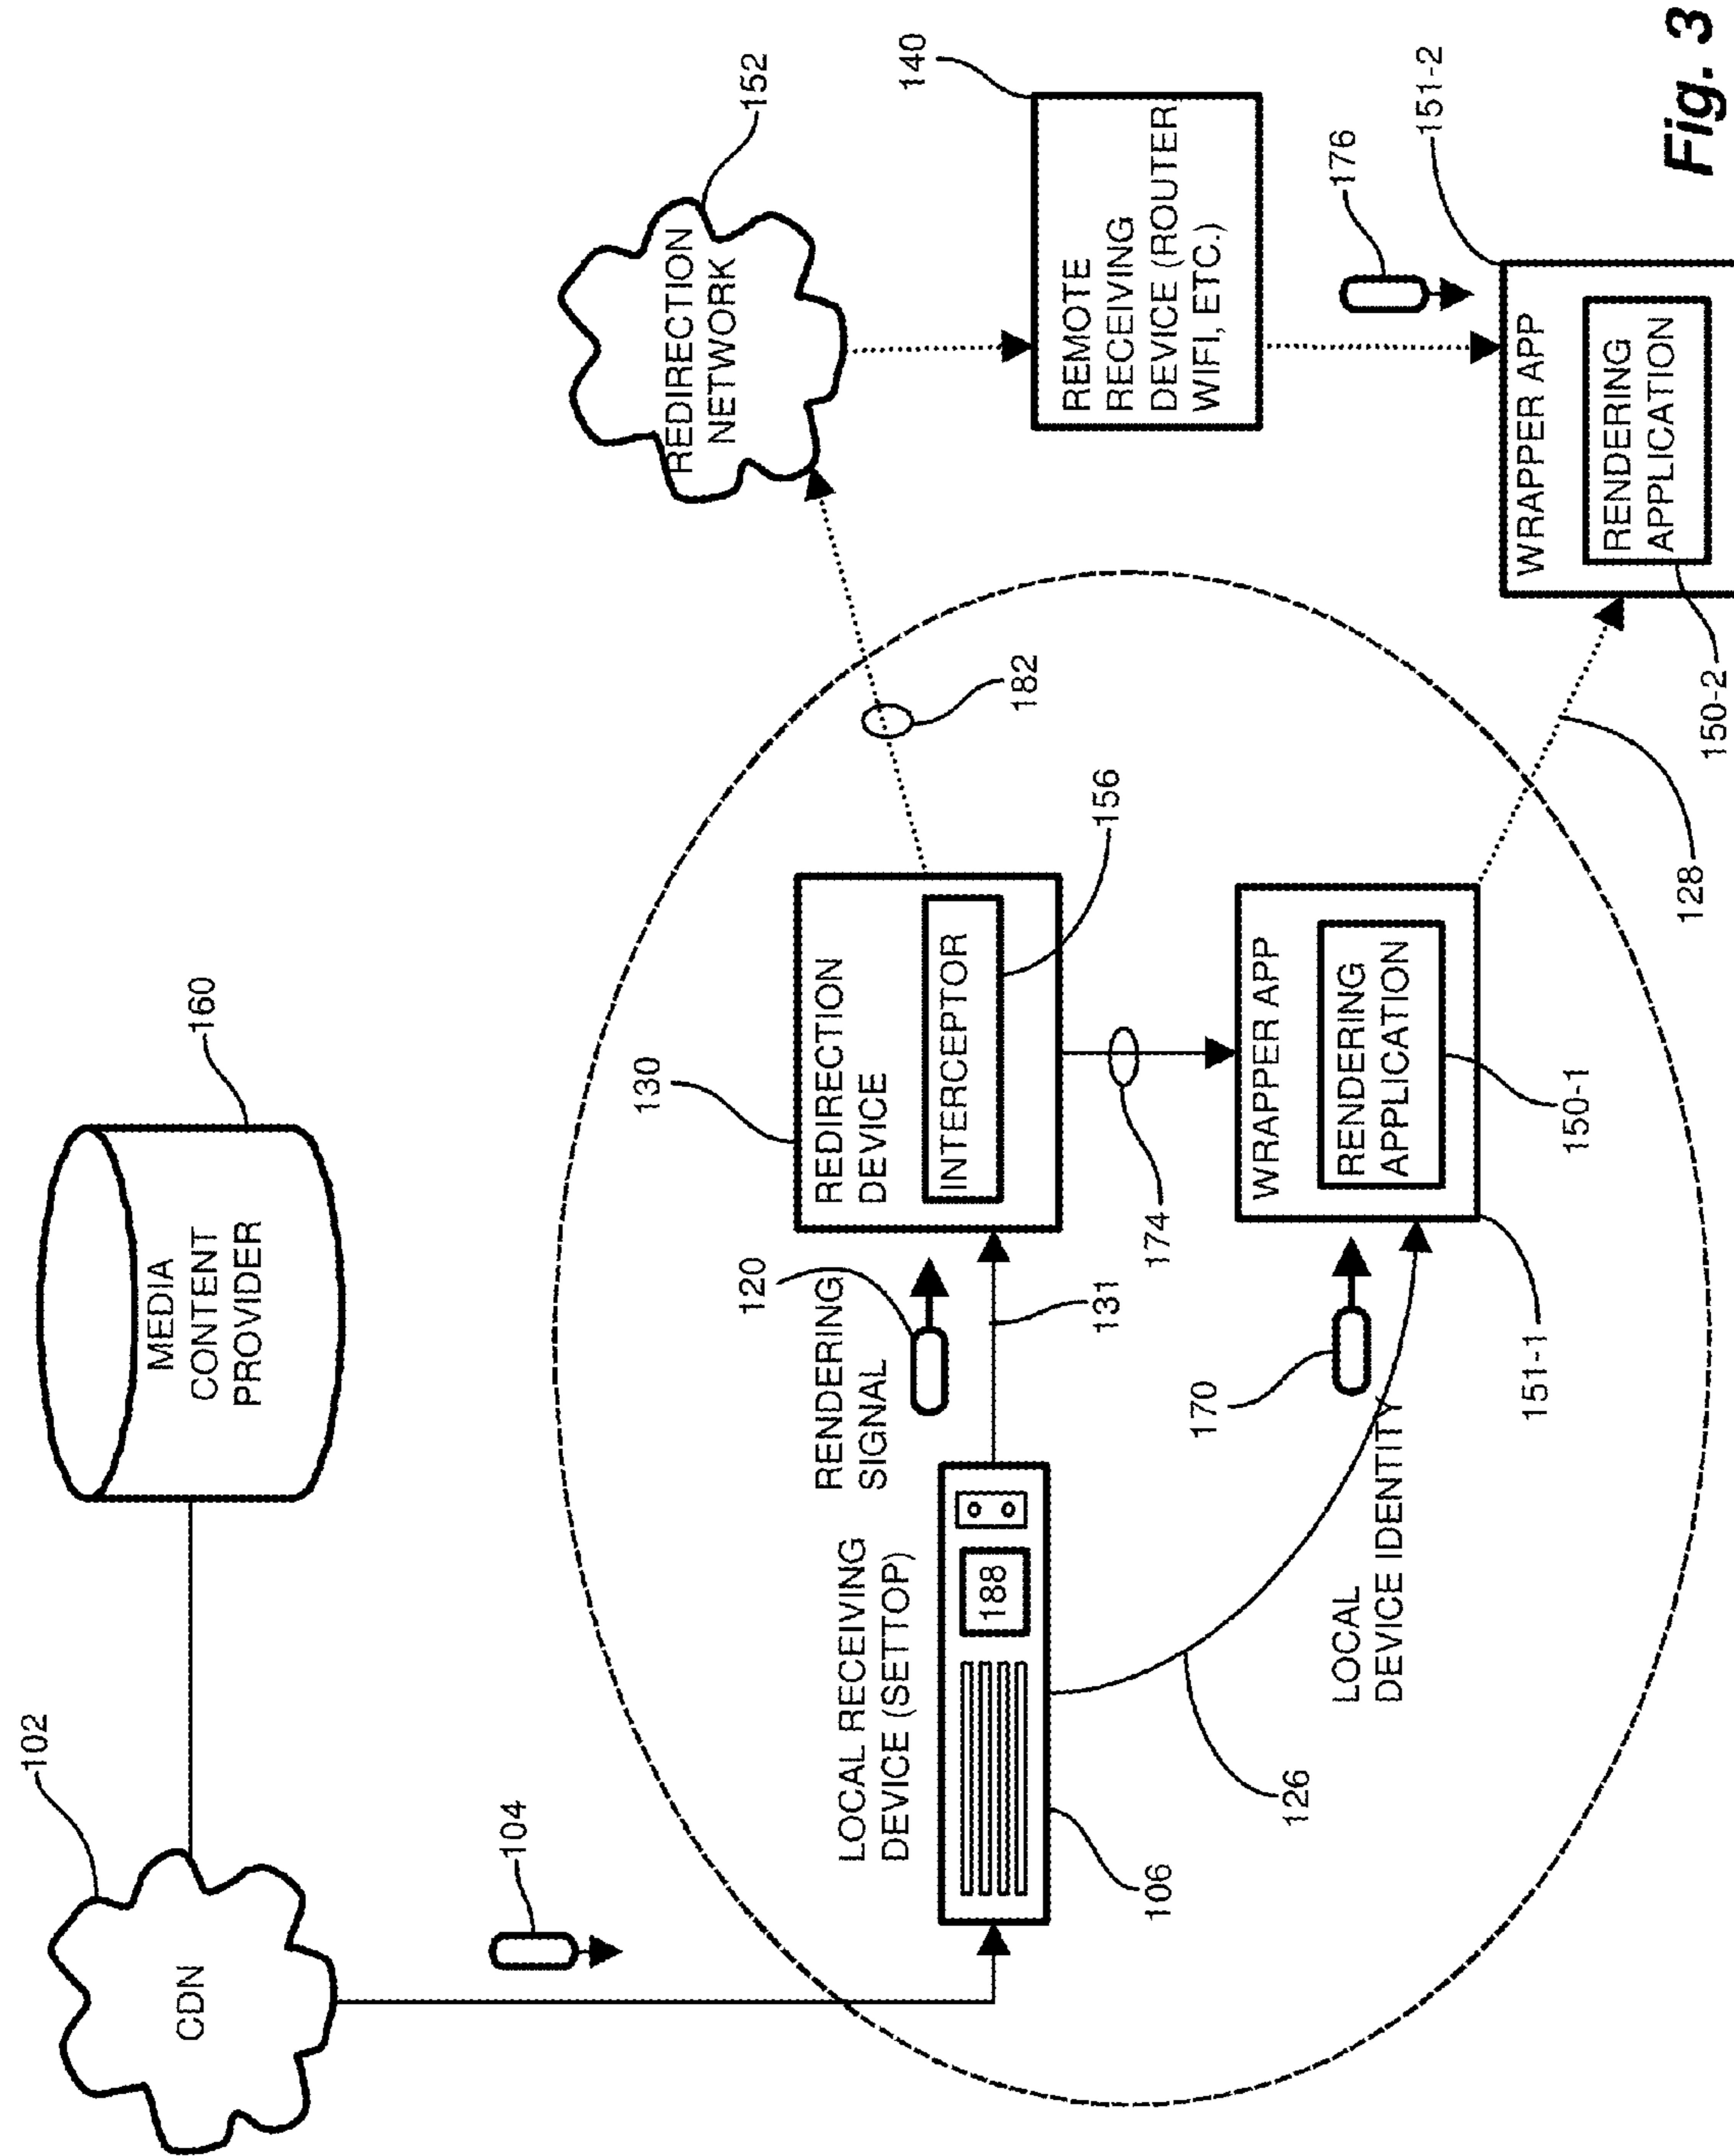 102
CDN
104
MEDIA
CONTENT
PROVIDER
160
REDIRECTION
NETWORK
152
LOCAL RECEIVING
DEVICE (SETTOP)
188
106
RENDERING
SIGNAL
120
131
130
REDIRECTION
DEVICE
INTERCEPTOR
156
182
REMOTE
RECEIVING
DEVICE (ROUTER
WIFI, ETC.)
140
126
LOCAL
DEVICE IDENTITY
170
174
WRAPPER APP
RENDERING
APPLICATION
150-1
151-1
128
176
WRAPPER APP
RENDERING
APPLICATION
150-2
151-2
Fig. 3